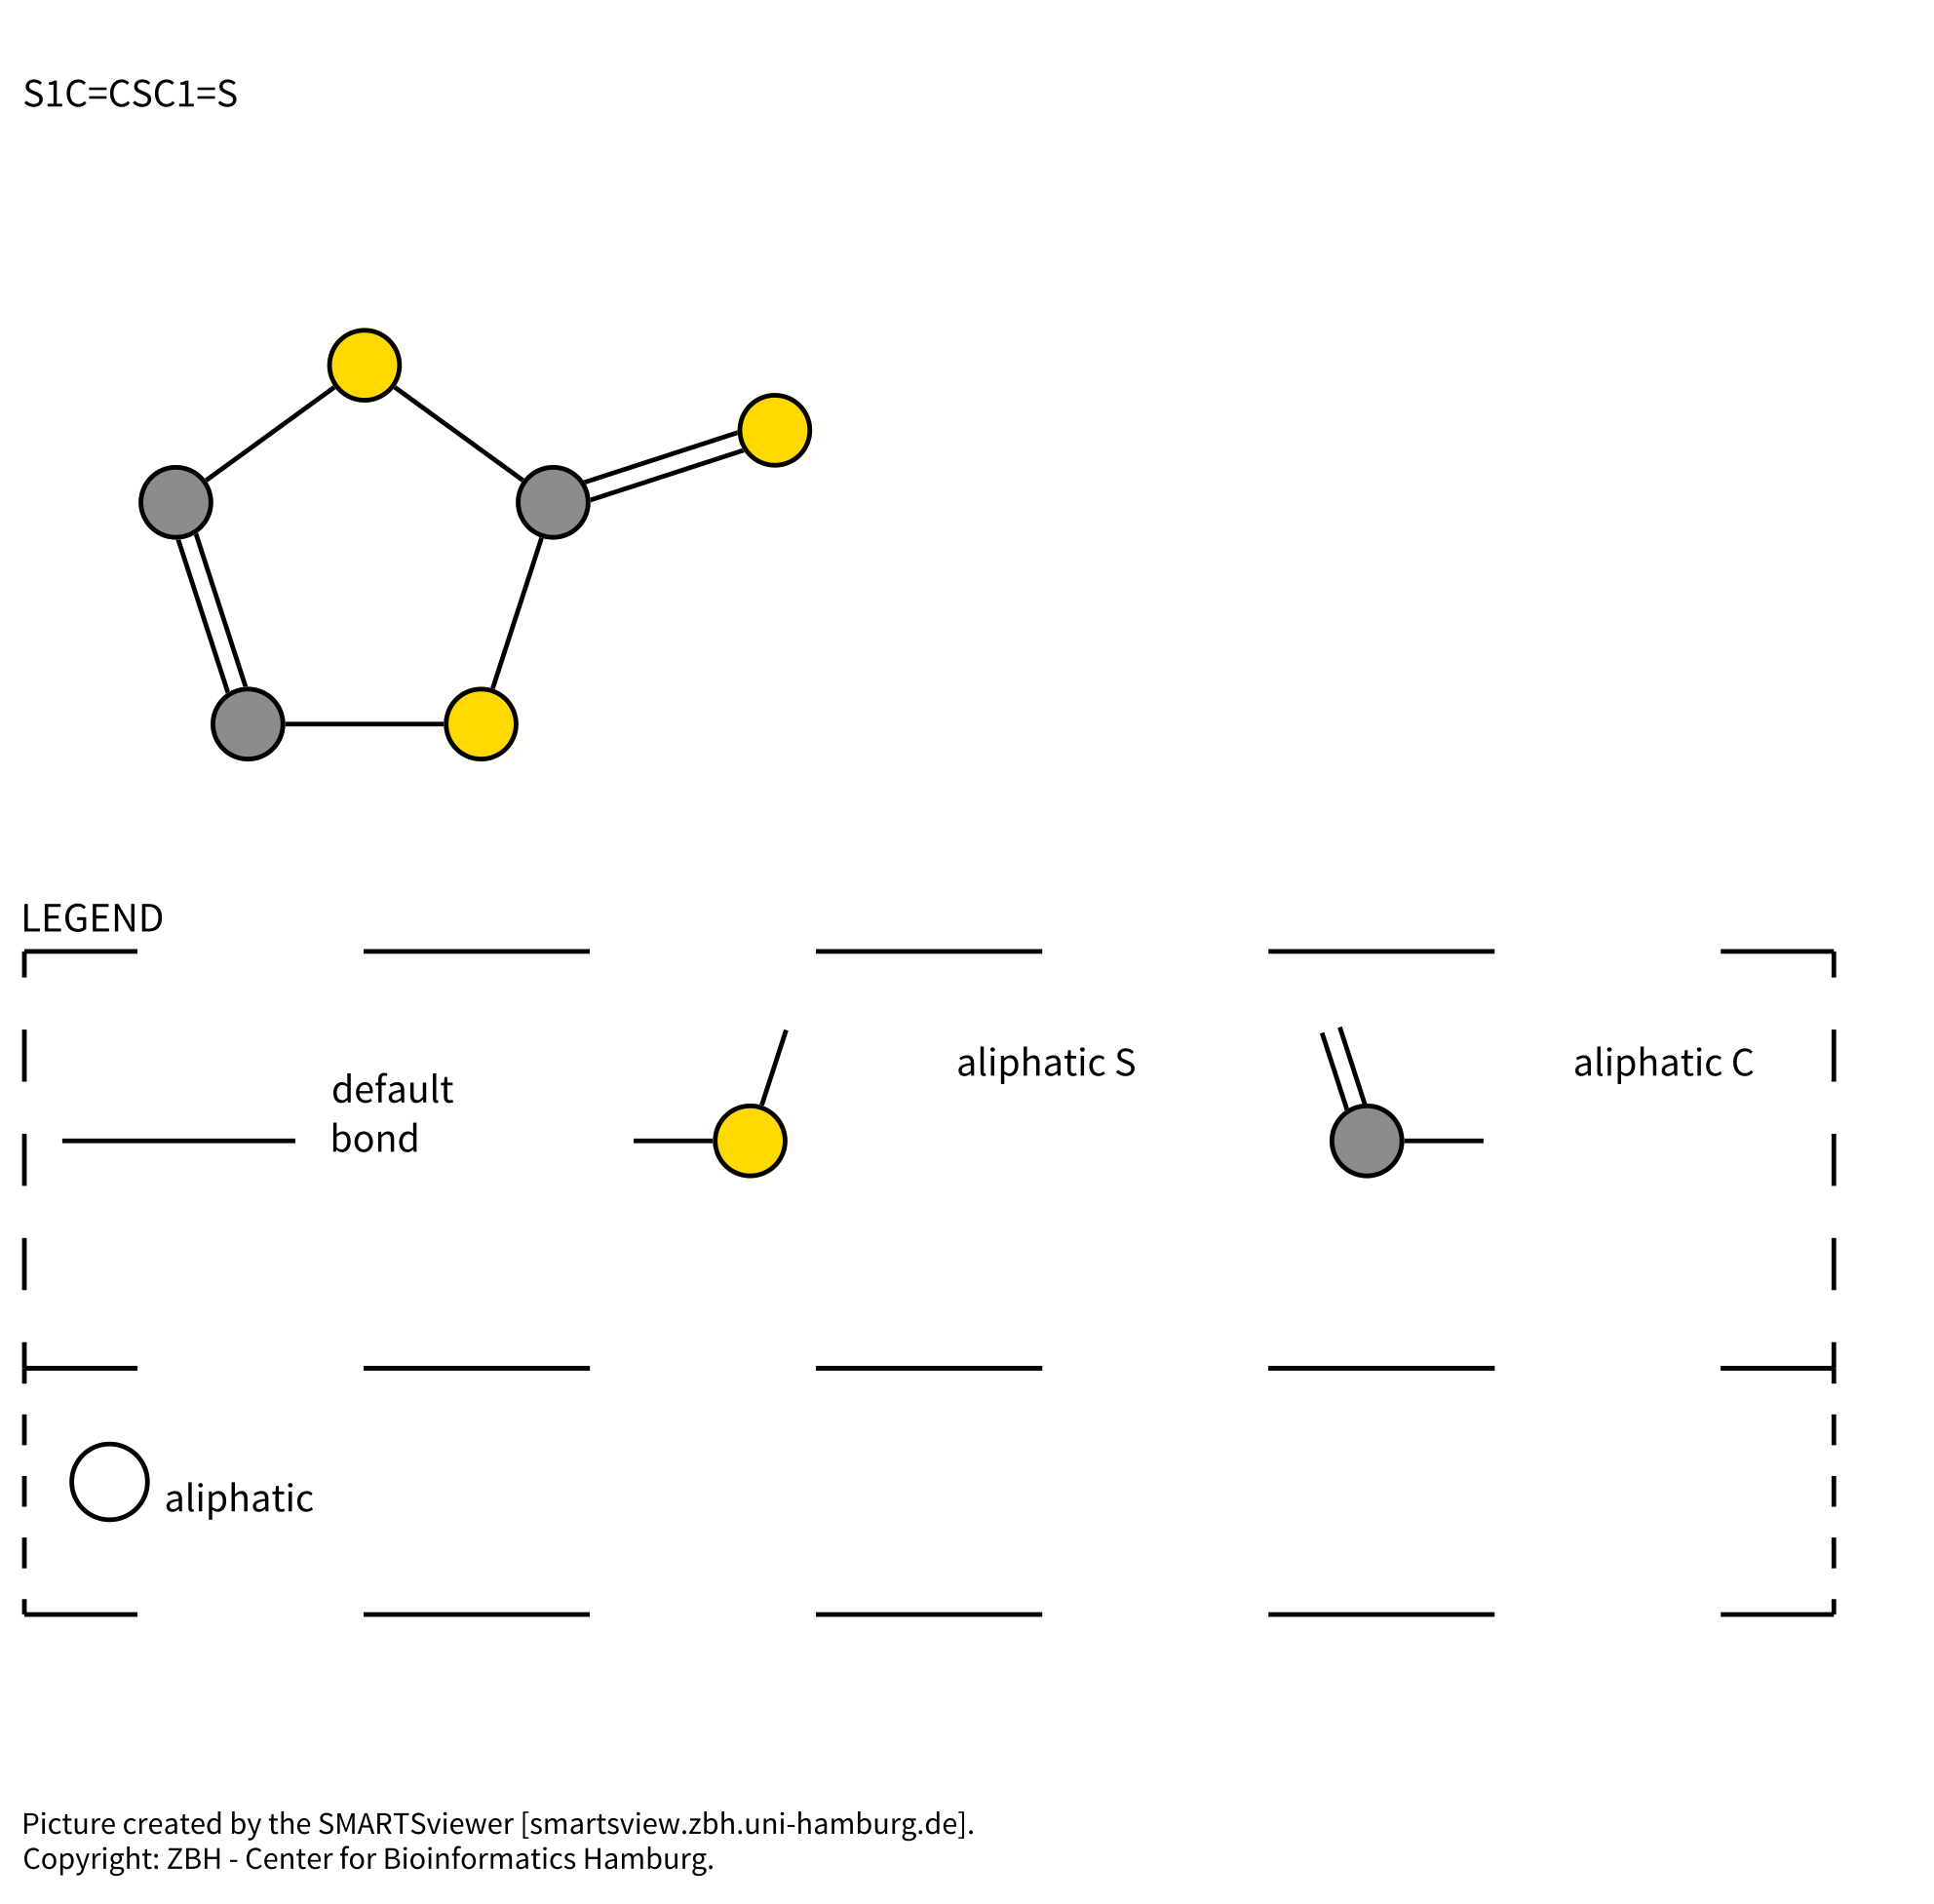 S1C=CSC1=S
LEGEND
default
bond
aliphatic S
aliphatic C
aliphatic
Picture created by the SMARTSviewer [smartsview.zbh.uni-hamburg.de].
Copyright: ZBH - Center for Bioinformatics Hamburg.